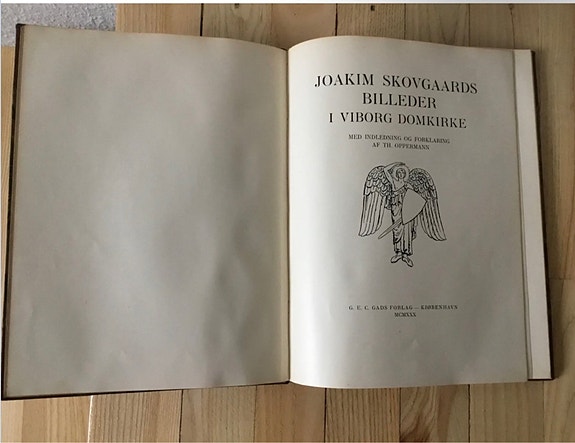 JOAKIM SKOVGAARDS
BILLEDER
I VIBORG DOMKIRKE
MED INDLEDNING OG FORKLARING
AF TH. OPPERMANN
G. E. C. GADS FORLAG — KØBENHAVN
MCMXXX